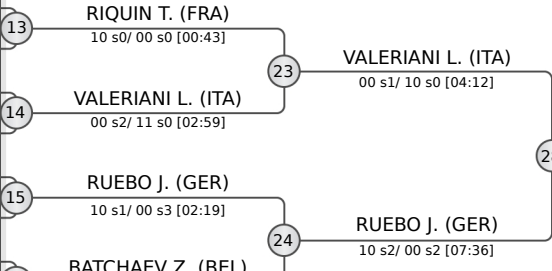 RIQUIN T. (FRA)
13
10 s0/ 00 s0 [00:43]
VALERIANI L. (ITA)
23
00 s1/ 10 s0 [04:12]
VALERIANI L. (ITA)
14
00 s2/ 11 s0 [02:59]
RUEBO J. (GER)
15
10 s1/ 00 s3 [02:19]
RUEBO J. (GER)
24
10 s2/ 00 s2 [07:36]
BATCHAEV Z. (BEL)